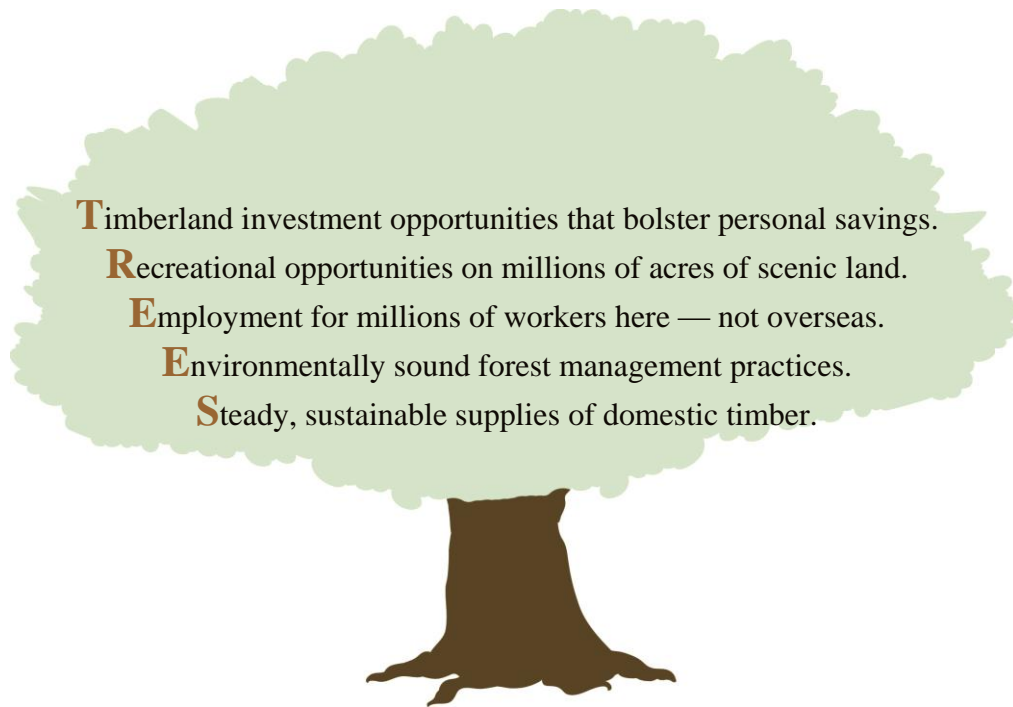 Timberland investment opportunities that bolster personal savings.
Recreational opportunities on millions of acres of scenic land.
Employment for millions of workers here — not overseas.
Environmentally sound forest management practices.
Steady, sustainable supplies of domestic timber.